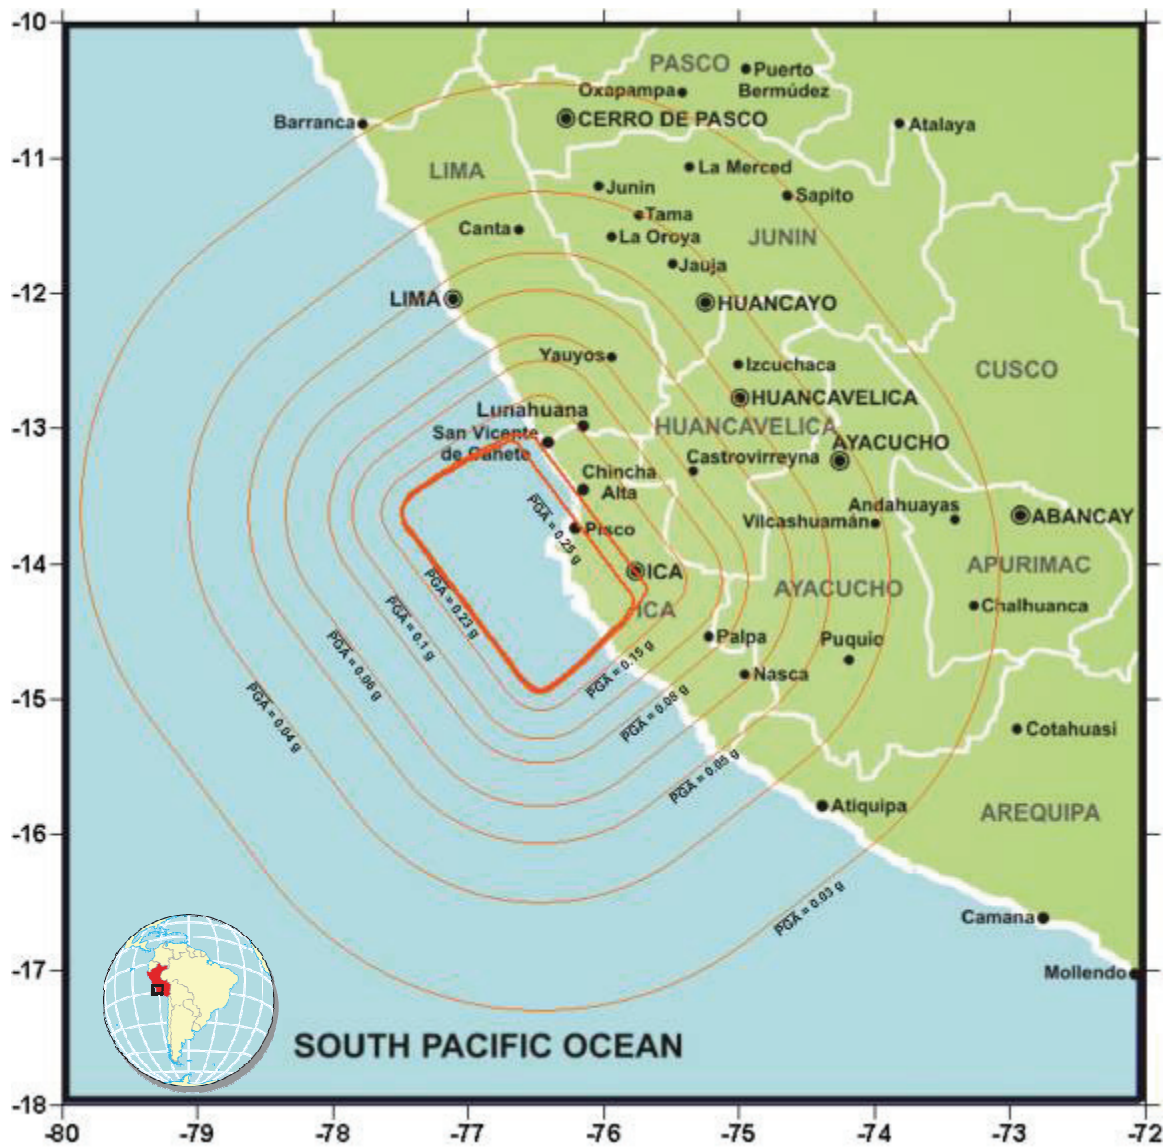 -10
PASCO
Puerto
Bermúdez
Oxapampa
CERRO DE PASCO
Barranca
Atalaya
-11
LIMA
La Merced
Junin
Sapito
Tama
Canta
La Oroya
JUNIN
Jauja
-12
LIMA
HUANCAYO
Yauyos
Izcuchaca
CUSCO
HUANCAVELICA
Lunahuana
-13
San Vicente
de Cañete
HUANCAVELICA
AYACUCHO
Castrovirreyna
Chincha
Alta
Andahuayas
PGA = 0.25 g
Pisco
Vilcashuamán
ABANCAY
-14
ICA
APURIMAC
AYACUCHO
PGA = 0.23 g
ICA
Chalhuanca
PGA = 0.1 g
Palpa
Puquio
PGA = 0.06 g
PGA = 0.15 g
Nasca
-15
PGA = 0.04 g
PGA = 0.08 g
Cotahuasi
PGA = 0.05 g
Atiquipa
AREQUIPA
-16
PGA = 0.03 g
Camana
-17
Mollendo
SOUTH PACIFIC OCEAN
-18
-80 -79 -78 -77 -76 -75 -74 -73 -72